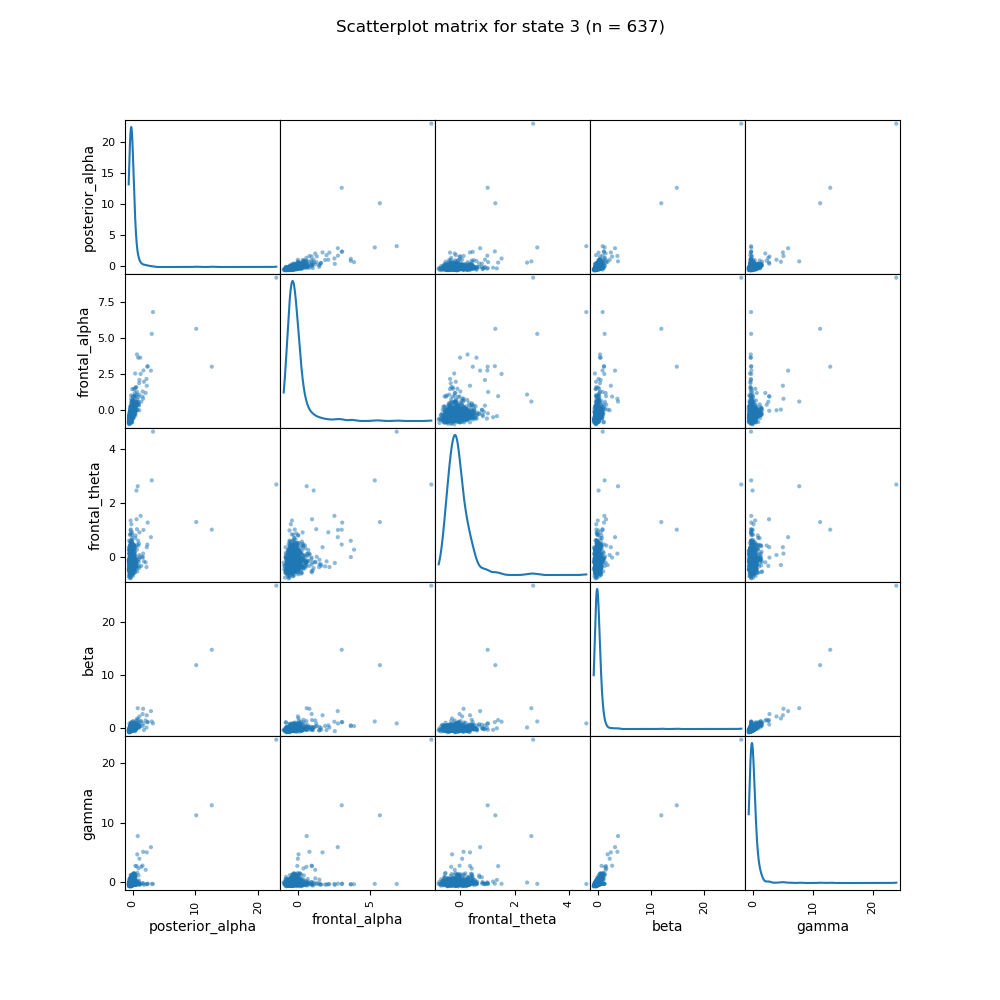 Scatterplot matrix for state 3 (n = 637)
posterior_alpha
20
15
10
5
0
frontal_alpha
7.5
5.0
2.5
0.0
frontal_theta
4
2
0
beta
20
10
0
gamma
20
10
0
0 10 20 0 5 0 2 4 0 10 20 0 10 20
posterior_alpha frontal_alpha frontal_theta beta gamma